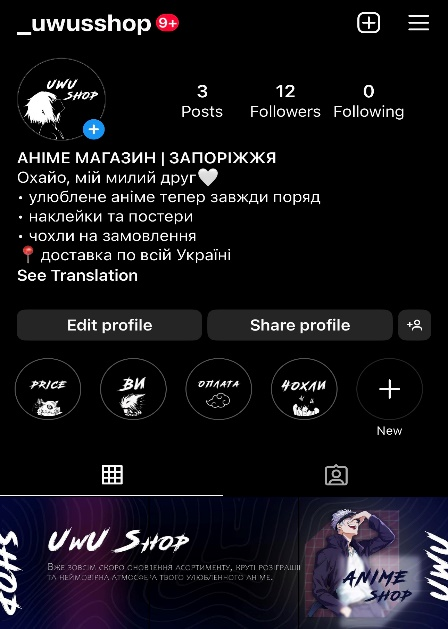 _uwusshop 9+
UWU
SHOP
3 12 0
Posts Followers Following
АНІМЕ МАГАЗИН | ЗАПОРІЖЖЯ
Охайо, мій милий друг🤍
• улюблене аніме тепер завжди поряд
• наклейки та постери
• чохли на замовлення
📍 доставка по всій Україні
See Translation
Edit profile Share profile
PRICE ВИ ОПЛАТА ЧОХЛИ
New
SHOP
UWU SHOP
ВЖЕ ЗОВСІМ СКОРО ОНОВЛЕННЯ АСОРТИМЕНТУ, КРУТІ РОЗІГРАШІ
ТА НЕЙМОВІРНА АТМОСФЕРА ТВОГО УЛЮБЛЕНОГО АНІМЕ.
ANIME
SHOP
UWU